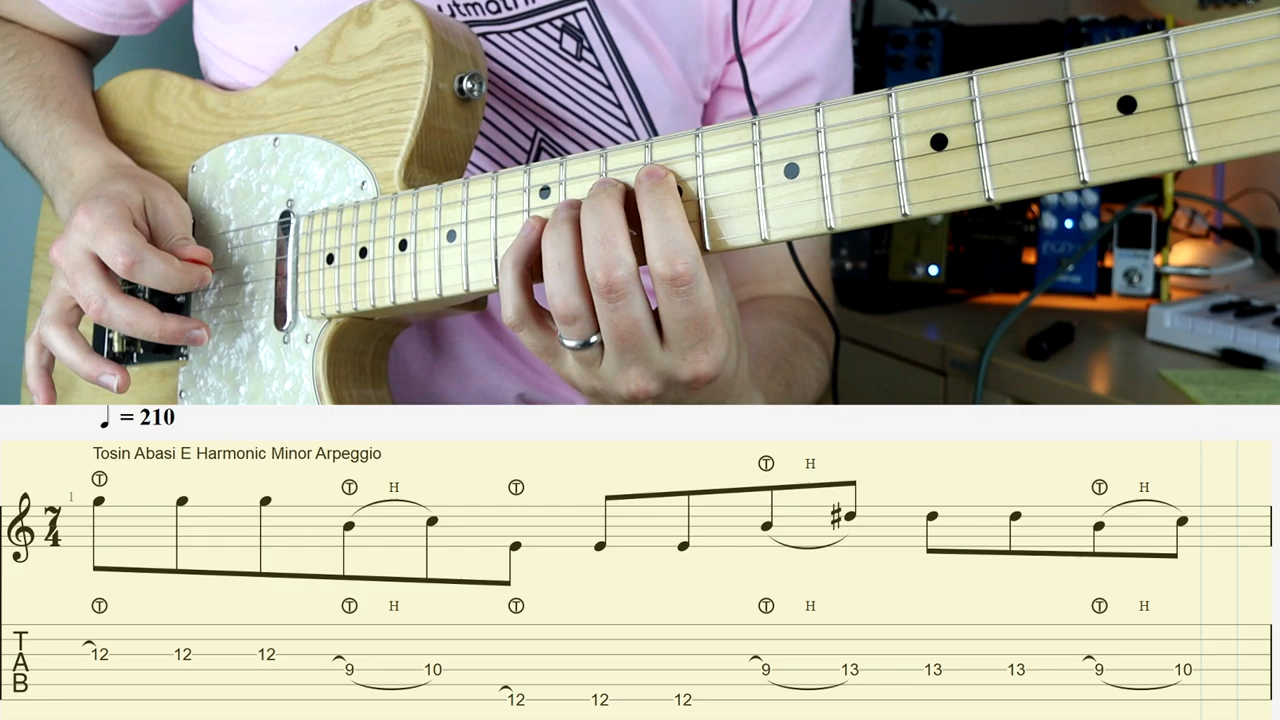 ♩ = 210
Tosin Abasi E Harmonic Minor Arpeggio
T T H T T H T H
1
7
4
T T H T T H T H
T
A
B
12 12 12 9 10 12 12 12 9 13 13 13 9 10